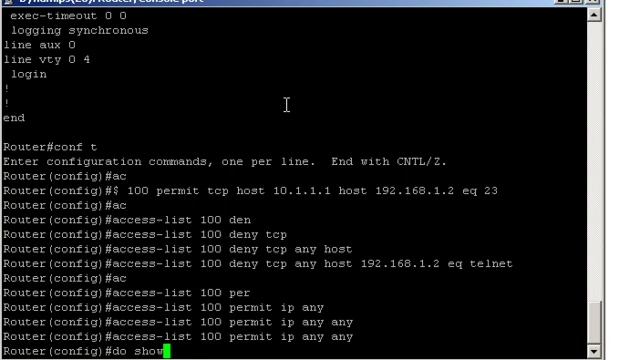 Dynamips(28): Router, Console port
exec-timeout 0 0
logging synchronous
line aux 0
line vty 0 4
login
!
!
end
Router#conf t
Enter configuration commands, one per line.  End with CNTL/Z.
Router(config)#ac
Router(config)#$ 100 permit tcp host 10.1.1.1 host 192.168.1.2 eq 23
Router(config)#ac
Router(config)#access-list 100 den
Router(config)#access-list 100 deny tcp
Router(config)#access-list 100 deny tcp any host
Router(config)#access-list 100 deny tcp any host 192.168.1.2 eq telnet
Router(config)#ac
Router(config)#access-list 100 per
Router(config)#access-list 100 permit ip any
Router(config)#access-list 100 permit ip any any
Router(config)#access-list 100 permit ip any any
Router(config)#do show